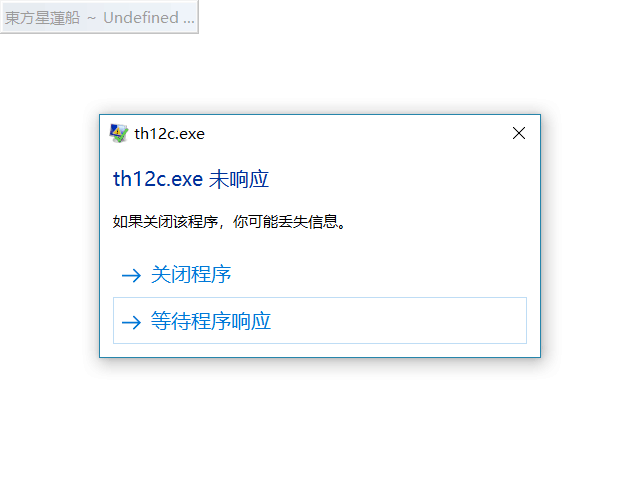 東方星蓮船 ～ Undefined ...
th12c.exe
th12c.exe 未响应
如果关闭该程序，你可能丢失信息。
→ 关闭程序
→ 等待程序响应